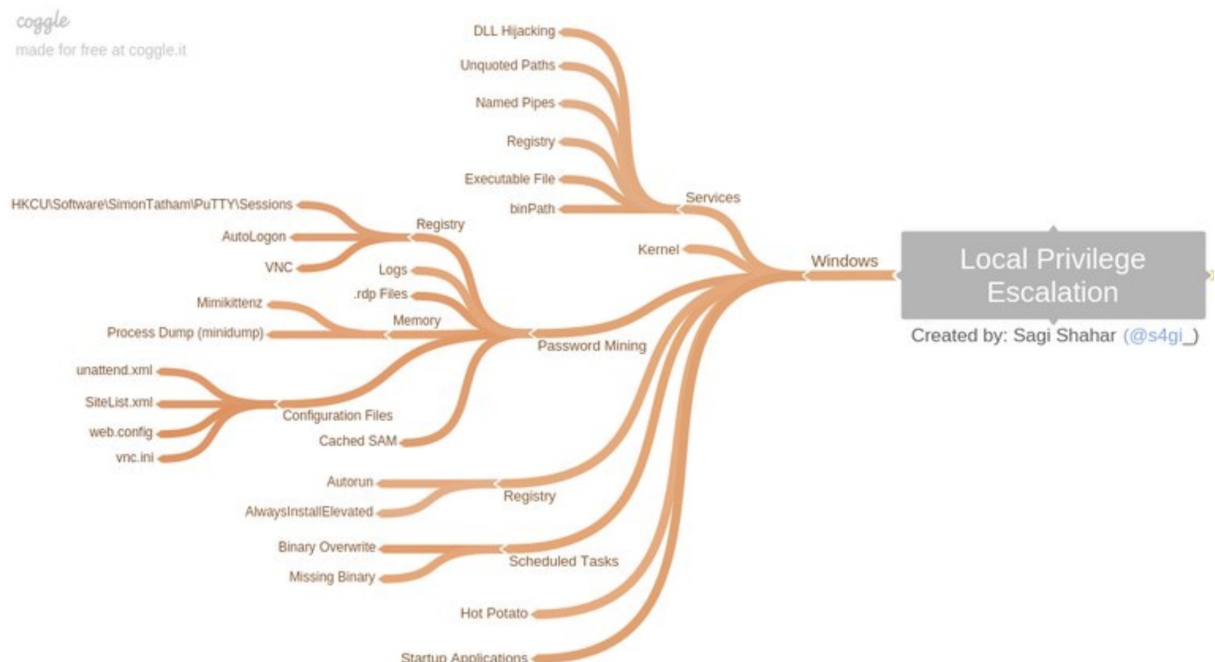 coggle
made for free at coggle.it
DLL Hijacking
Unquoted Paths
Named Pipes
Registry
Executable File
binPath
Services
Kernel
HKCU\Software\SimonTatham\PuTTY\Sessions
AutoLogon
VNC
Registry
Logs
.rdp Files
Mimikittenz
Process Dump (minidump)
Memory
Password Mining
unattend.xml
SiteList.xml
web.config
vnc.ini
Configuration Files
Cached SAM
Autorun
AlwaysInstallElevated
Registry
Binary Overwrite
Missing Binary
Scheduled Tasks
Hot Potato
Startup Applications
Windows
Local Privilege
Escalation
Created by: Sagi Shahar (@s4gi_)